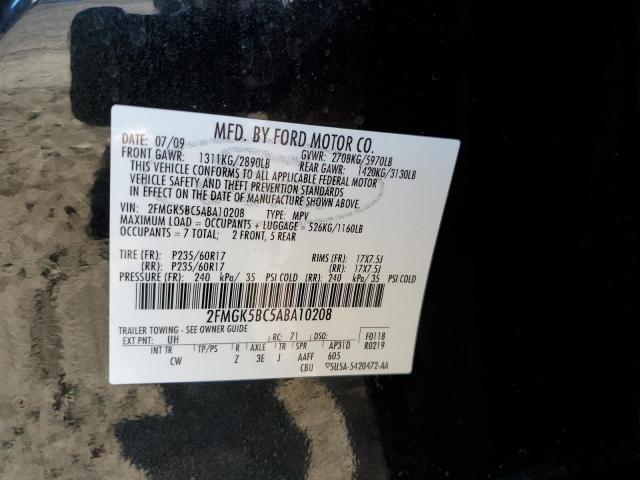 MFD. BY FORD MOTOR CO.
DATE: 07/09 GVWR: 2708KG/5970LB
FRONT GAWR: 1311KG/2890LB REAR GAWR: 1420KG/3130LB
THIS VEHICLE CONFORMS TO ALL APPLICABLE FEDERAL MOTOR
VEHICLE SAFETY AND THEFT PREVENTION STANDARDS
IN EFFECT ON THE DATE OF MANUFACTURE SHOWN ABOVE.
VIN: 2FMGK5BC5ABA10208 TYPE: MPV
MAXIMUM LOAD = OCCUPANTS + LUGGAGE = 526KG/1160LB
OCCUPANTS = 7 TOTAL; 2 FRONT, 5 REAR
TIRE (FR): P235/60R17 RIMS (FR): 17X7.5J
(RR): P235/60R17 (RR): 17X7.5J
PRESSURE (FR): 240 kPa/ 35 PSI COLD (RR): 240 kPa/ 35 PSI COLD
2FMGK5BC5ABA10208
TRAILER TOWING - SEE OWNER GUIDE
EXT PNT: UH RC: 71 DSO: F0118
INT TR TP/PS R AXLE TR SPR AP31D R0219
CW Z 3E J AAFF 605
CBU 5U5A-5420472-AA